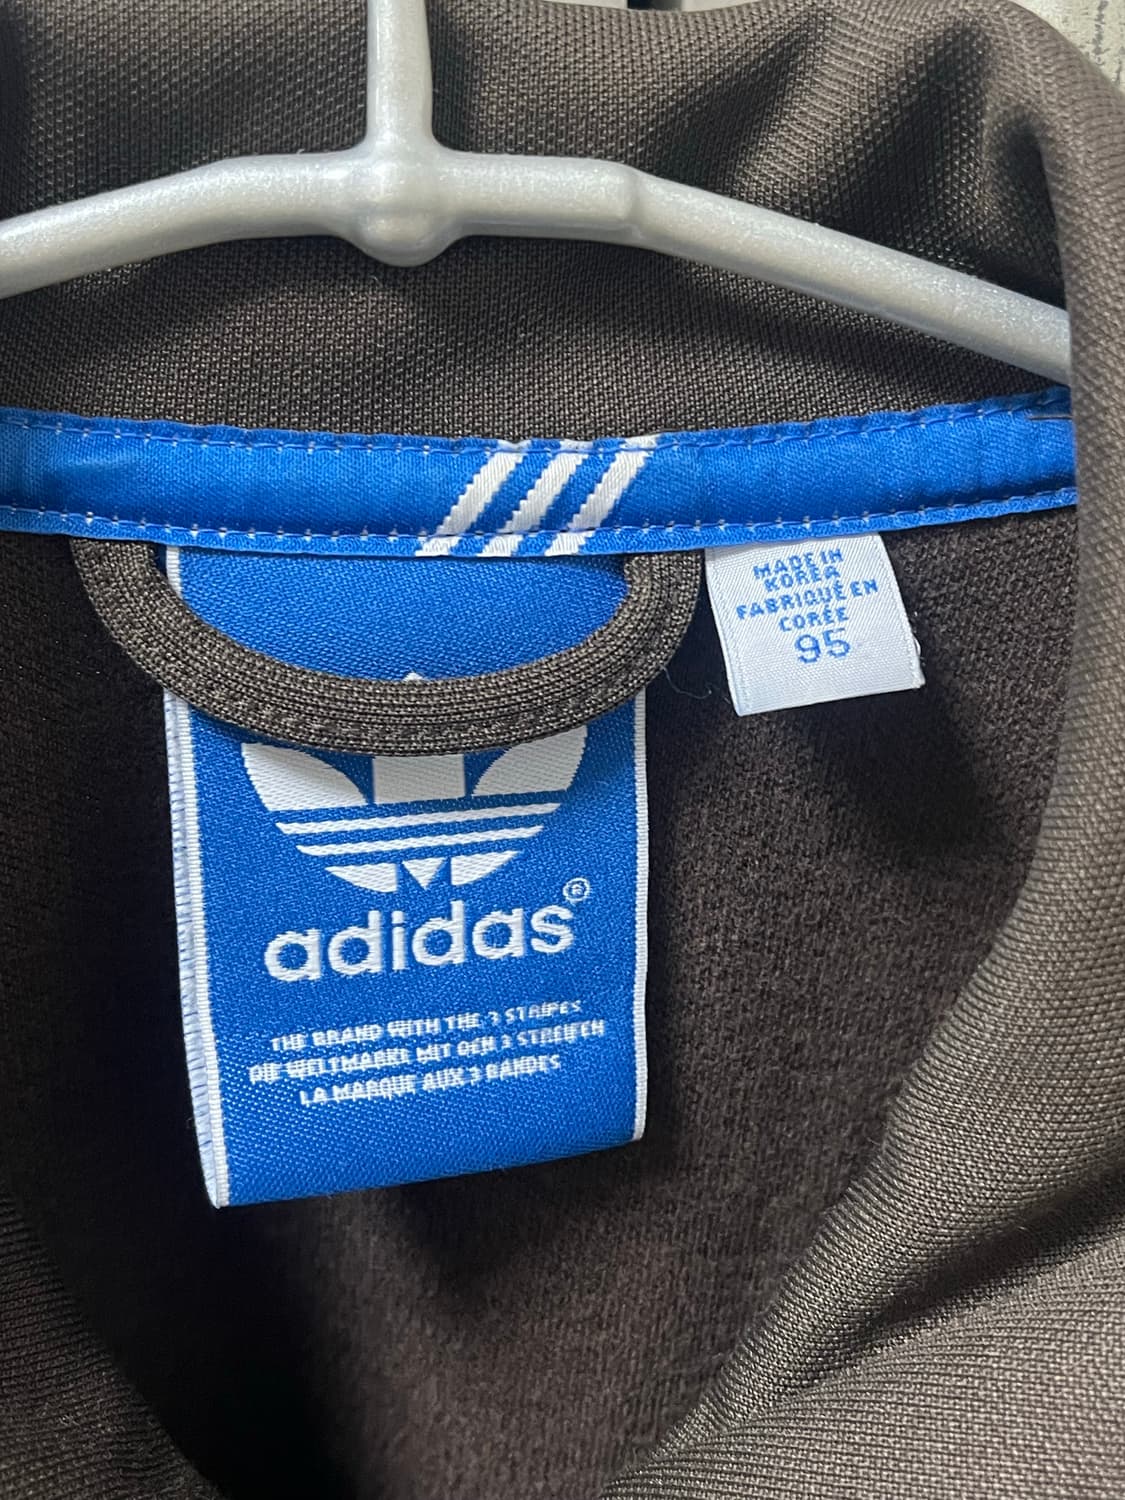 MADE IN
KOREA
FABRIQUÉ EN
CORÉE
95
adidas®
THE BRAND WITH THE 3 STRIPES
DIE WELTMARKE MIT DEN 3 STREIFEN
LA MARQUE AUX 3 BANDES